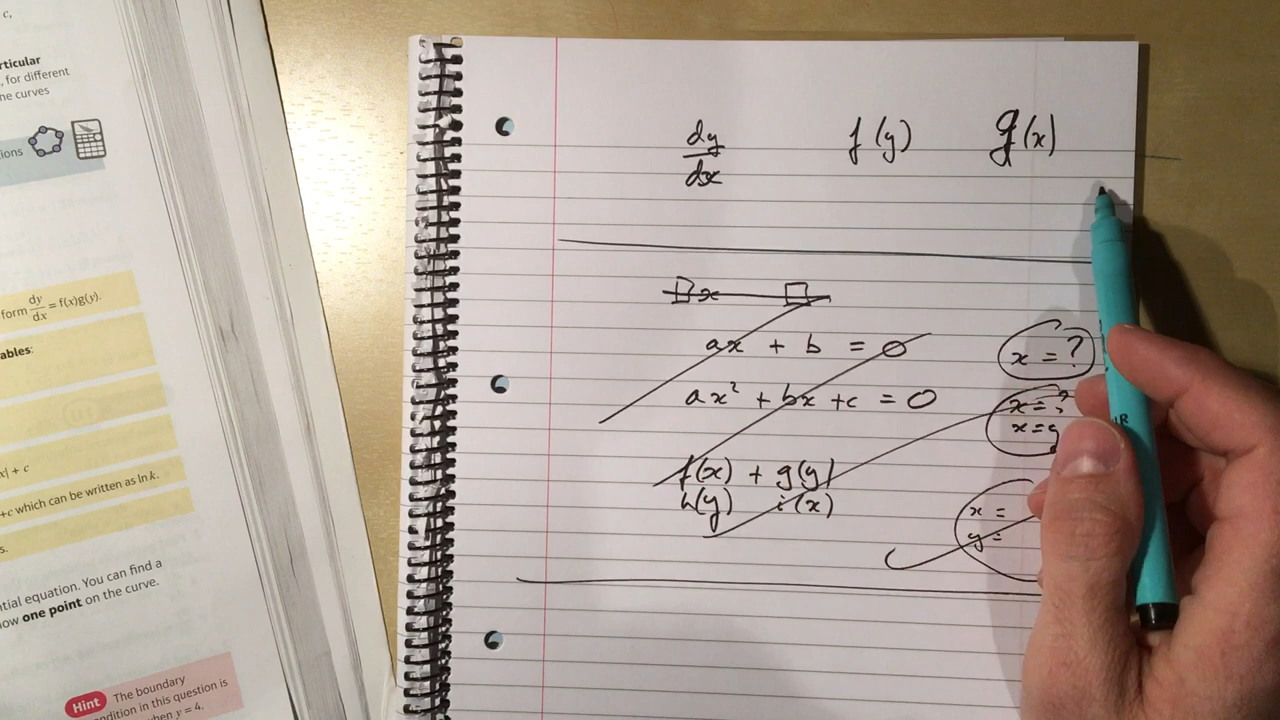 c,
rticular
, for different
he curves
ions
form dy/dx = f(x)g(y).
ables:
x| + c
+c which can be written as ln k.
s.
ntial equation. You can find a
ow one point on the curve.
Hint The boundary
ndition in this question is
when y = 4.
dy/dx f(y) g(x)
x
ax + b = 0
x = ?
ax² + bx + c = 0
x = ?
x =
f(x) + g(y)
h(y) i(x)
x =
y =